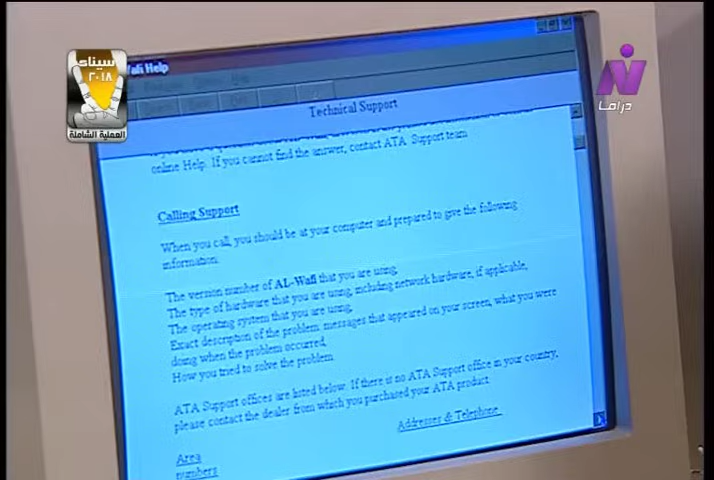 سيناء
٢٠١٨
العملية الشاملة
N
دراما
Wafi Help
Technical Support
online Help. If you cannot find the answer, contact ATA Support team
Calling Support
When you call, you should be at your computer and prepared to give the following
information:
The version number of AL-Wafi that you are using,
The type of hardware that you are using, including network hardware, if applicable,
The operating system that you are using,
Exact description of the problem messages that appeared on your screen, what you were
doing when the problem occurred,
How you tried to solve the problem
ATA Support offices are listed below. If there is no ATA Support office in your country,
please contact the dealer from which you purchased your ATA product.
Addresses & Telephone
Area
numbers